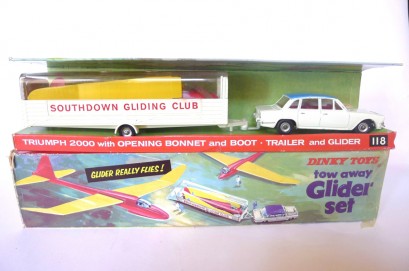 SOUTHDOWN GLIDING CLUB
TRIUMPH 2000 with OPENING BONNET and BOOT · TRAILER and GLIDER 118
DINKY TOYS
GLIDER REALLY FLIES!
tow away
Glider
set